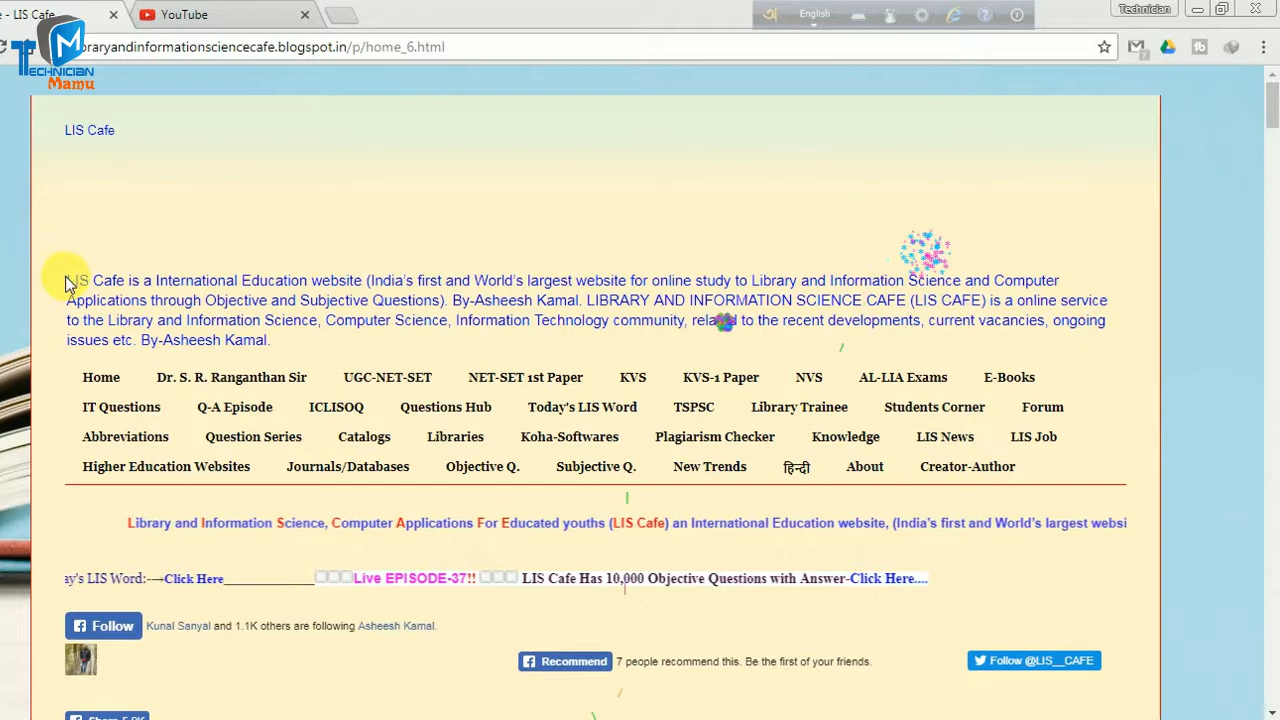 - LIS Cafe
YouTube
English
Technician
TECHNICIAN
Mamu
braryandinformationsciencecafe.blogspot.in/p/home_6.html
LIS Cafe
LIS Cafe is a International Education website (India's first and World's largest website for online study to Library and Information Science and Computer
Applications through Objective and Subjective Questions). By-Asheesh Kamal. LIBRARY AND INFORMATION SCIENCE CAFE (LIS CAFE) is a online service
to the Library and Information Science, Computer Science, Information Technology community, related to the recent developments, current vacancies, ongoing
issues etc. By-Asheesh Kamal.
Home Dr. S. R. Ranganthan Sir UGC-NET-SET NET-SET 1st Paper KVS KVS-1 Paper NVS AL-LIA Exams E-Books
IT Questions Q-A Episode ICLISOQ Questions Hub Today's LIS Word TSPSC Library Trainee Students Corner Forum
Abbreviations Question Series Catalogs Libraries Koha-Softwares Plagiarism Checker Knowledge LIS News LIS Job
Higher Education Websites Journals/Databases Objective Q. Subjective Q. New Trends हिन्दी About Creator-Author
Library and Information Science, Computer Applications For Educated youths (LIS Cafe) an International Education website, (India's first and World's largest websi
ay's LIS Word:--→Click Here______________ Live EPISODE-37!! LIS Cafe Has 10,000 Objective Questions with Answer-Click Here....
Follow Kunal Sanyal and 1.1K others are following Asheesh Kamal.
Recommend 7 people recommend this. Be the first of your friends. Follow @LIS__CAFE